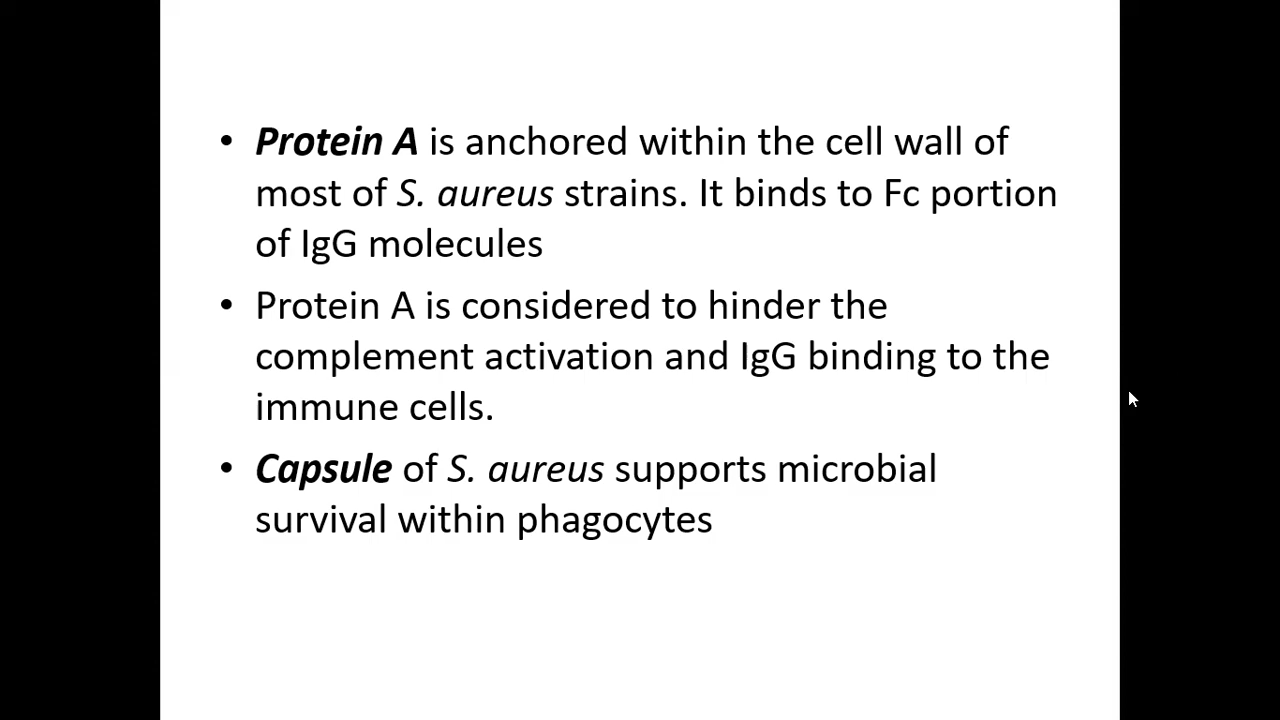 • Protein A is anchored within the cell wall of
most of S. aureus strains. It binds to Fc portion
of IgG molecules
• Protein A is considered to hinder the
complement activation and IgG binding to the
immune cells.
• Capsule of S. aureus supports microbial
survival within phagocytes